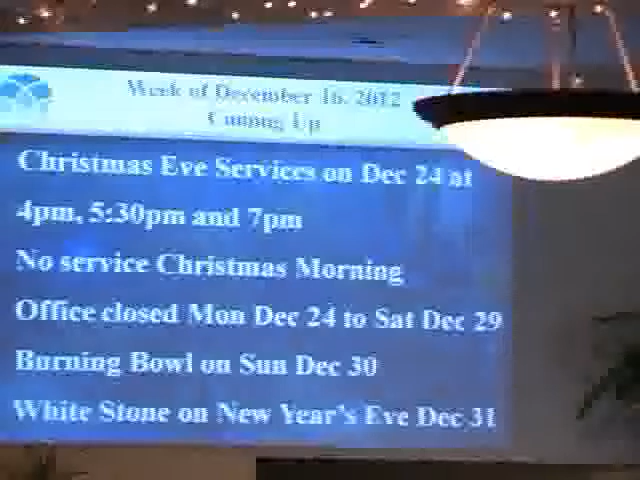 Week of December 16, 2012
Coming Up
Christmas Eve Services on Dec 24 at
4pm, 5:30pm and 7pm
No service Christmas Morning
Office closed Mon Dec 24 to Sat Dec 29
Burning Bowl on Sun Dec 30
White Stone on New Year's Eve Dec 31